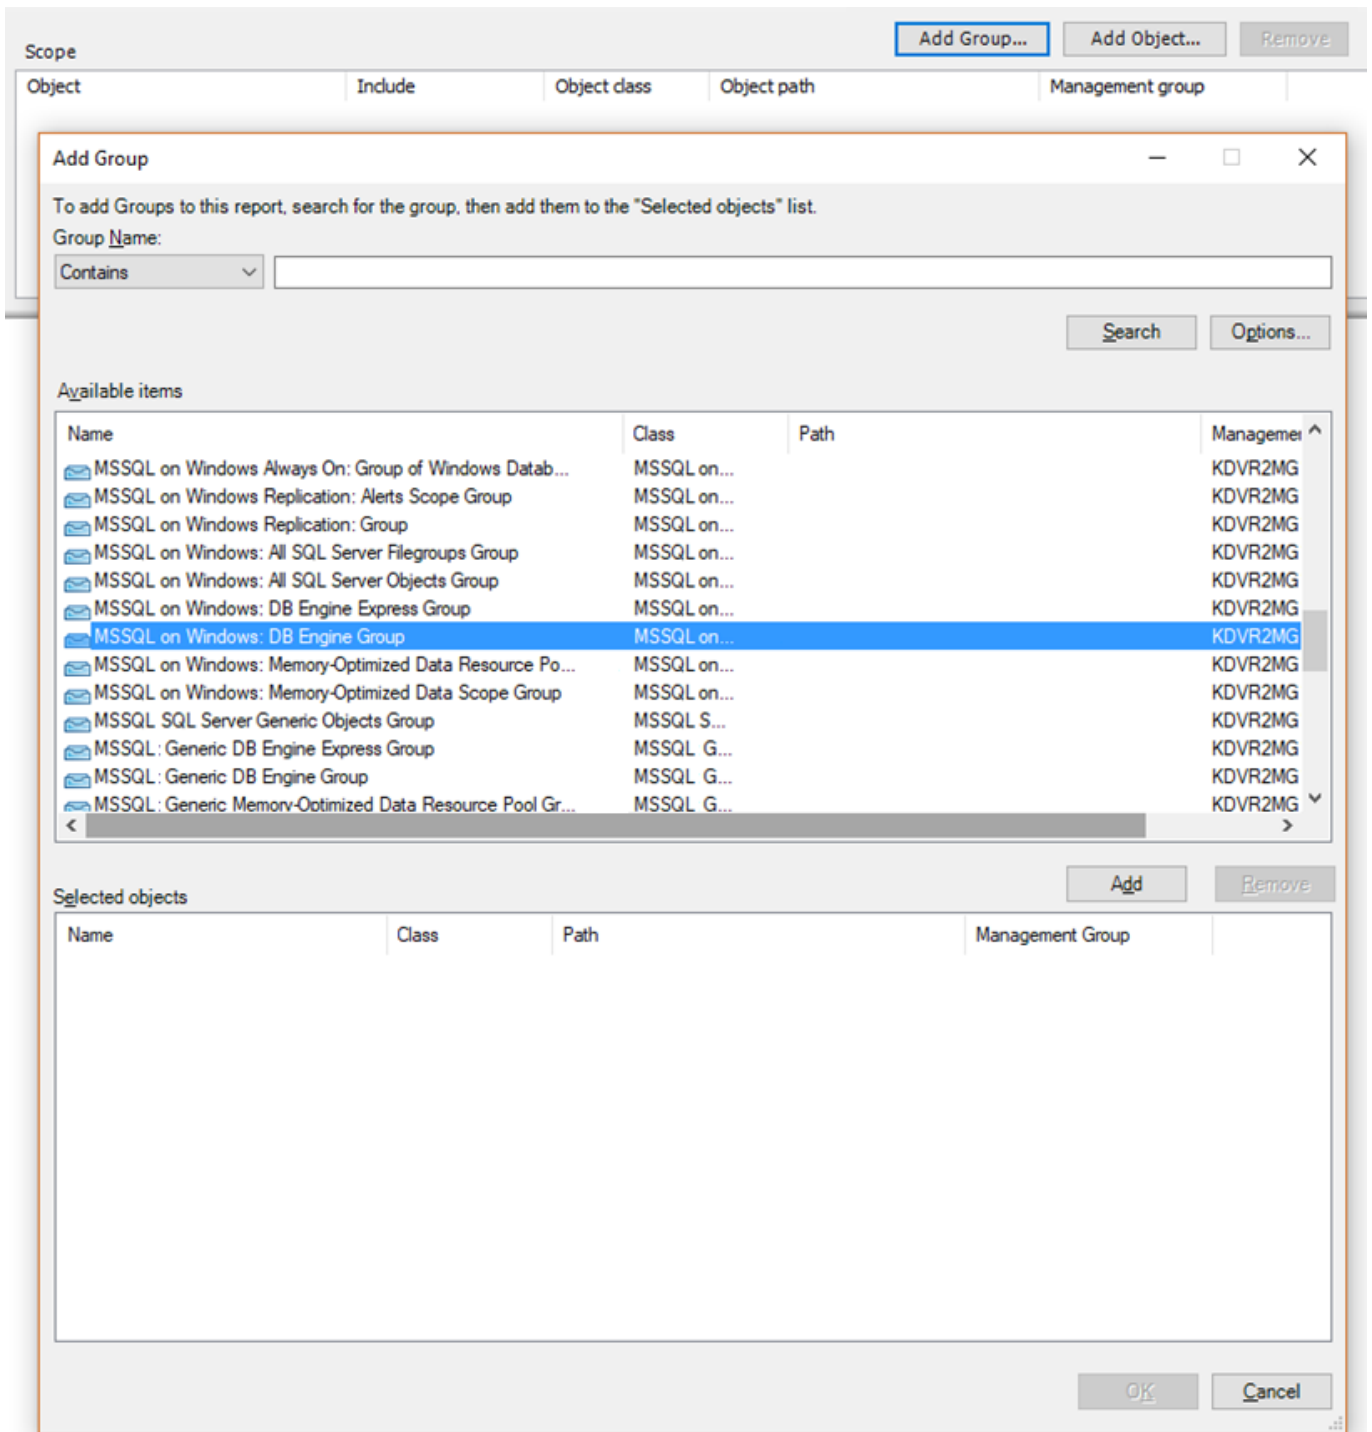 Add Group... Add Object... Remove
Scope
Object Include Object class Object path Management group
Add Group
To add Groups to this report, search for the group, then add them to the "Selected objects" list.
Group Name:
Contains
Search Options...
Available items
Name Class Path Managemen
MSSQL on Windows Always On: Group of Windows Datab... MSSQL on... KDVR2MG
MSSQL on Windows Replication: Alerts Scope Group MSSQL on... KDVR2MG
MSSQL on Windows Replication: Group MSSQL on... KDVR2MG
MSSQL on Windows: All SQL Server Filegroups Group MSSQL on... KDVR2MG
MSSQL on Windows: All SQL Server Objects Group MSSQL on... KDVR2MG
MSSQL on Windows: DB Engine Express Group MSSQL on... KDVR2MG
MSSQL on Windows: DB Engine Group MSSQL on... KDVR2MG
MSSQL on Windows: Memory-Optimized Data Resource Po... MSSQL on... KDVR2MG
MSSQL on Windows: Memory-Optimized Data Scope Group MSSQL on... KDVR2MG
MSSQL SQL Server Generic Objects Group MSSQL S... KDVR2MG
MSSQL: Generic DB Engine Express Group MSSQL G... KDVR2MG
MSSQL: Generic DB Engine Group MSSQL G... KDVR2MG
MSSQL: Generic Memory-Optimized Data Resource Pool Gr... MSSQL G... KDVR2MG
Add Remove
Selected objects
Name Class Path Management Group
OK Cancel